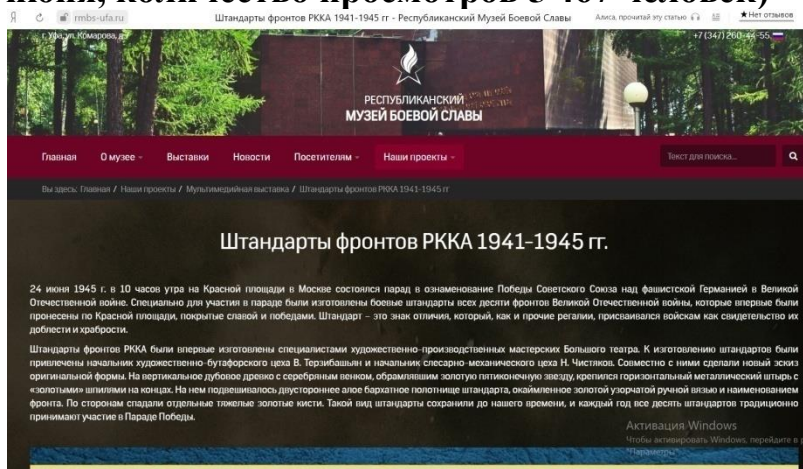 июня, количество просмотров 5 467 человек)
Я rmbs-ufa.ru Штандарты фронтов РККА 1941-1945 гг - Республиканский Музей Боевой Славы Алиса, прочитай эту статью ★Нет отзывов
г. Уфа, ул. Комарова, +7 (347) 260-44-55
РЕСПУБЛИКАНСКИЙ
МУЗЕЙ БОЕВОЙ СЛАВЫ
Главная О музее Выставки Новости Посетителям Наши проекты Текст для поиска...
Вы здесь: Главная / Наши проекты / Мультимедийная выставка / Штандарты фронтов РККА 1941-1945 гг
Штандарты фронтов РККА 1941-1945 гг.
24 июня 1945 г. в 10 часов утра на Красной площади в Москве состоялся парад в ознаменование Победы Советского Союза над фашистской Германией в Великой
Отечественной войне. Специально для участия в параде были изготовлены боевые штандарты всех десяти фронтов Великой Отечественной войны, которые впервые были
пронесены по Красной площади, покрытые славой и победами. Штандарт – это знак отличия, который, как и прочие регалии, присваивался войскам как свидетельство их
доблести и храбрости.
Штандарты фронтов РККА были впервые изготовлены специалистами художественно-производственных мастерских Большого театра. К изготовлению штандартов были
привлечены начальник художественно-бутафорского цеха В. Терзибашьян и начальник слесарно-механического цеха Н. Чистяков. Совместно с ними сделали новый эскиз
оригинальной формы. На вертикальное дубовое древко с серебряным венком, обрамлявшим золотую пятиконечную звезду, крепился горизонтальный металлический штырь с
«золотыми» шпилями на концах. На нем подвешивалось двустороннее алое бархатное полотнище штандарта, окаймленное золотой узорчатой ручной вязью и наименованием
фронта. По сторонам спадали отдельные тяжелые золотые кисти. Такой вид штандарты сохранили до нашего времени, и каждый год все десять штандартов традиционно
принимают участие в Параде Победы.
Активация Windows
Чтобы активировать Windows, перейдите в
"Параметры"